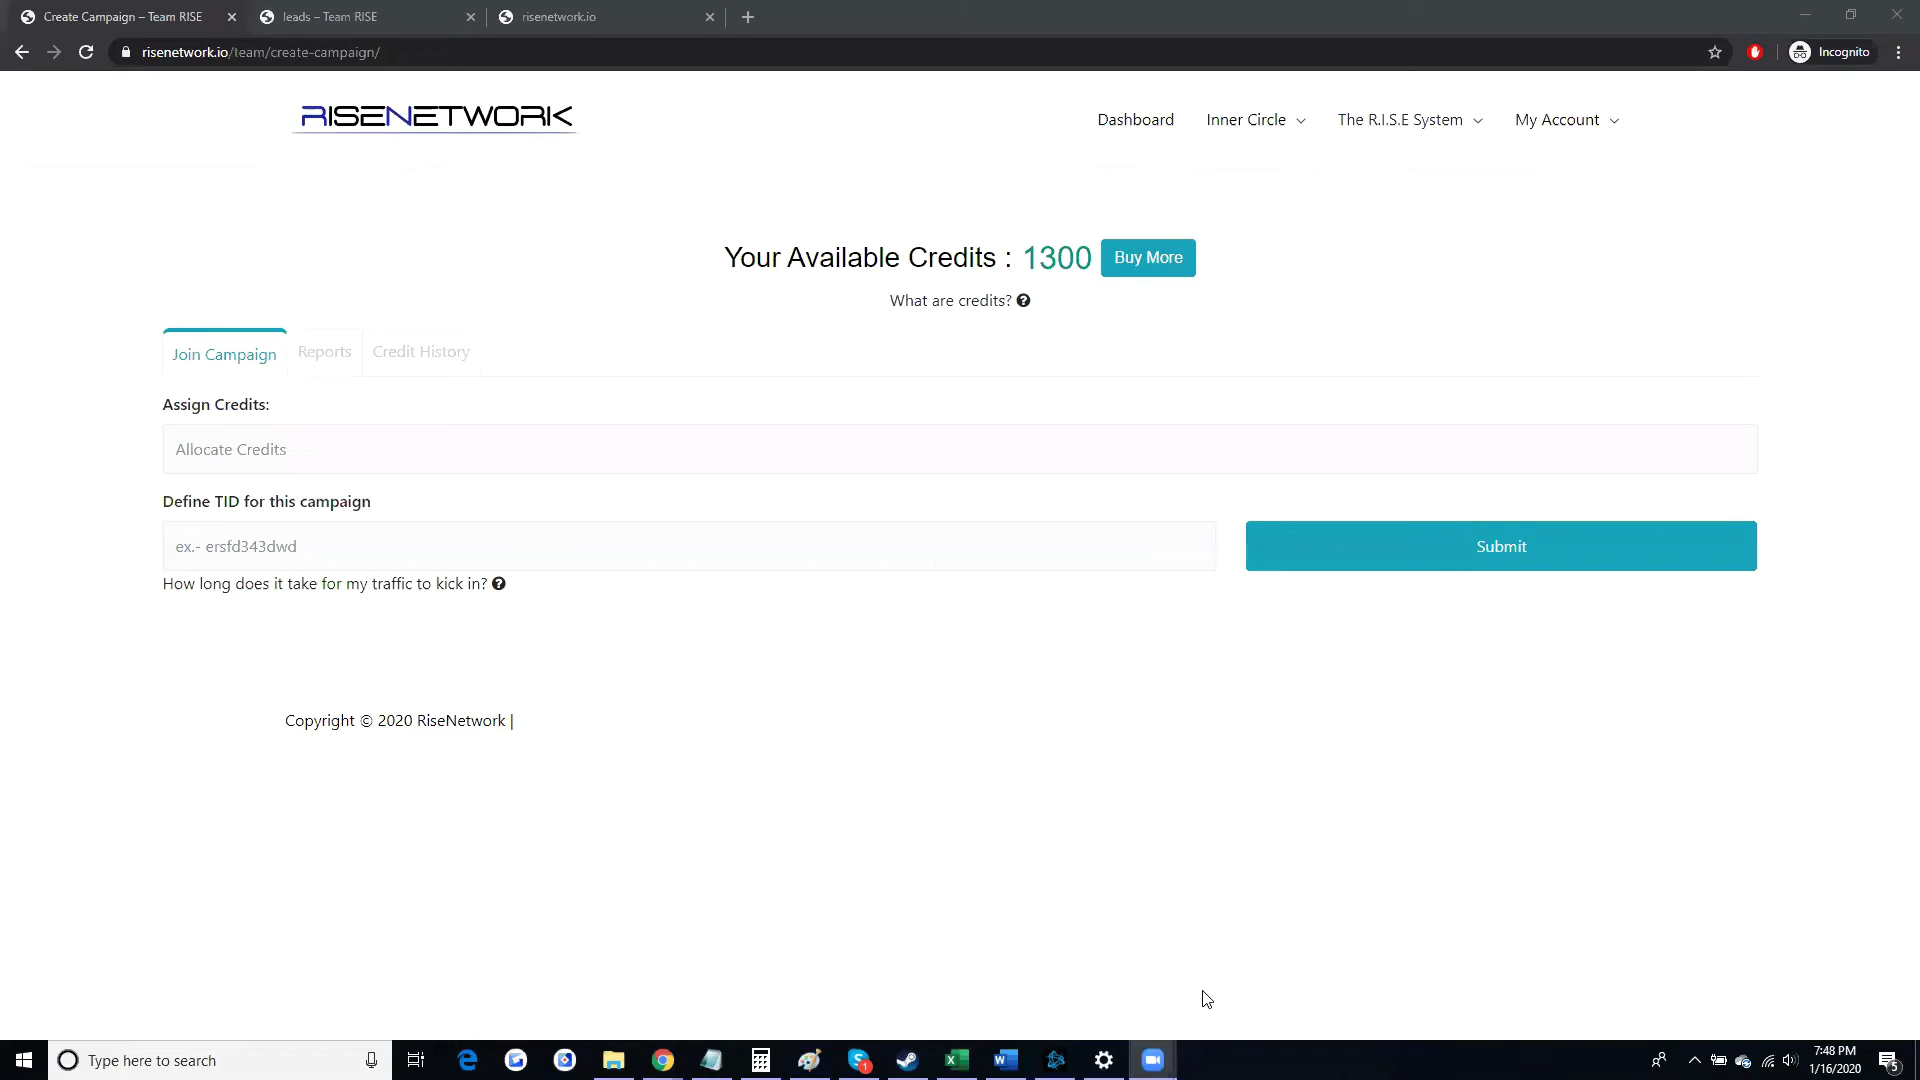 Create Campaign – Team RISE
leads – Team RISE
risenetwork.io
risenetwork.io/team/create-campaign/
Incognito
RISENETWORK
Dashboard
Inner Circle
The R.I.S.E System
My Account
Your Available Credits : 1300
Buy More
What are credits?
Join Campaign
Reports
Credit History
Assign Credits:
Allocate Credits
Define TID for this campaign
ex.- ersfd343dwd
Submit
How long does it take for my traffic to kick in?
Copyright © 2020 RiseNetwork |
Type here to search
1
7:48 PM
1/16/2020
5